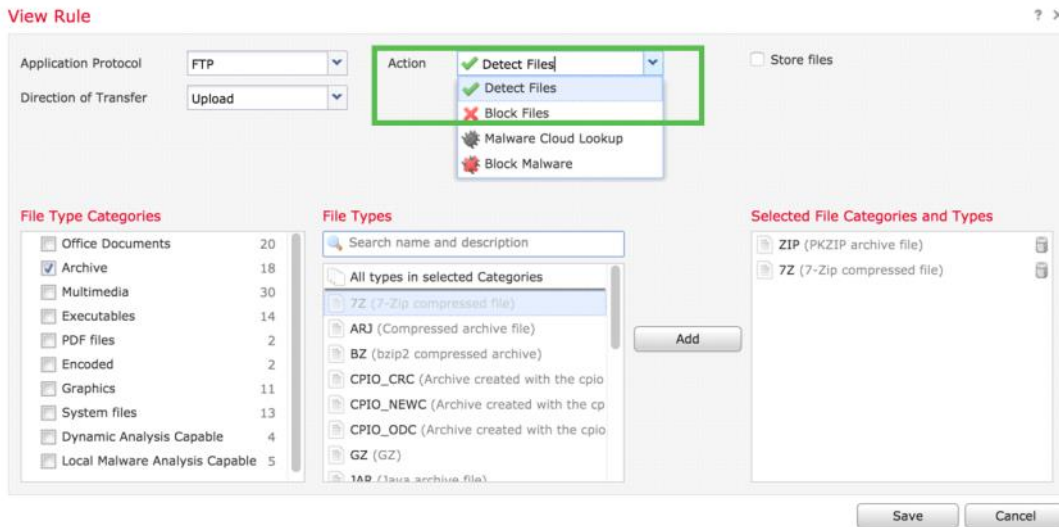 View Rule
? X
Application Protocol FTP Action Detect Files Store files
Direction of Transfer Upload Detect Files
Block Files
Malware Cloud Lookup
Block Malware
File Type Categories
Office Documents 20
Archive 18
Multimedia 30
Executables 14
PDF files 2
Encoded 2
Graphics 11
System files 13
Dynamic Analysis Capable 4
Local Malware Analysis Capable 5
File Types
Search name and description
All types in selected Categories
7Z (7-Zip compressed file)
ARJ (Compressed archive file)
BZ (bzip2 compressed archive)
CPIO_CRC (Archive created with the cpio
CPIO_NEWC (Archive created with the cp
CPIO_ODC (Archive created with the cpio
GZ (GZ)
JAR (Java archive file)
Add
Selected File Categories and Types
ZIP (PKZIP archive file)
7Z (7-Zip compressed file)
Save Cancel